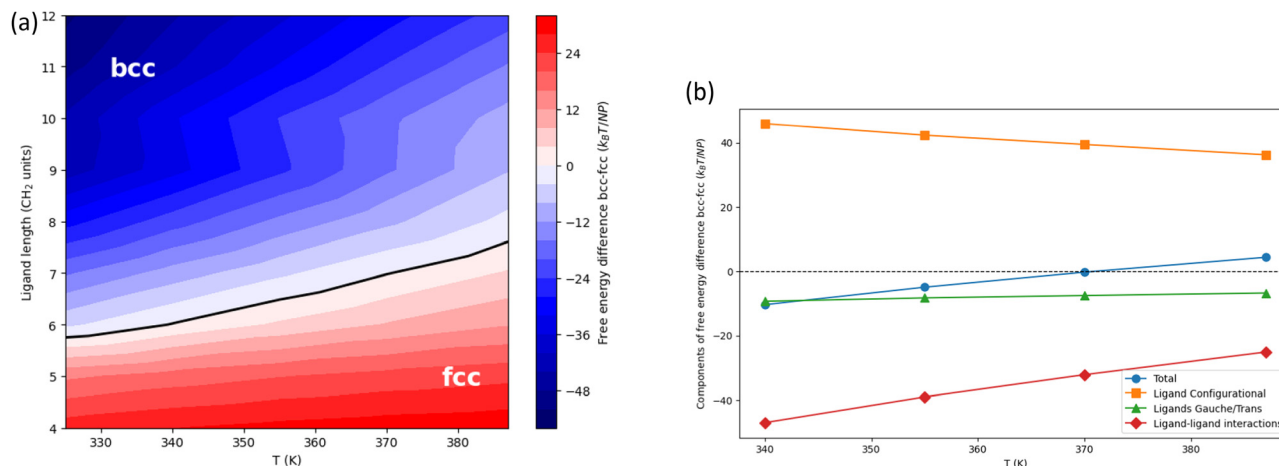 (a)
12
11
10
9
8
7
6
5
4
Ligand length (CH₂ units)
bcc
fcc
330
340
350
360
370
380
T (K)
24
12
0
−12
−24
−36
−48
Free energy difference bcc-fcc (k_BT/NP)
(b)
40
20
0
−20
−40
Components of free energy difference bcc-fcc (k_BT/NP)
Total
Ligand Configurational
Ligands Gauche/Trans
Ligand-ligand interactions
340
350
360
370
380
T (K)